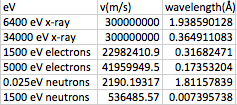 eV v(m/s) wavelength(Å)
6400 eV x-ray 300000000 1.938590128
34000 eV x-ray 300000000 0.364911083
1500 eV electrons 22982410.9 0.31682471
5000 eV electrons 41959949.5 0.17353204
0.025eV neutrons 2190.19317 1.81157839
1500 eV neutrons 536485.57 0.007395738